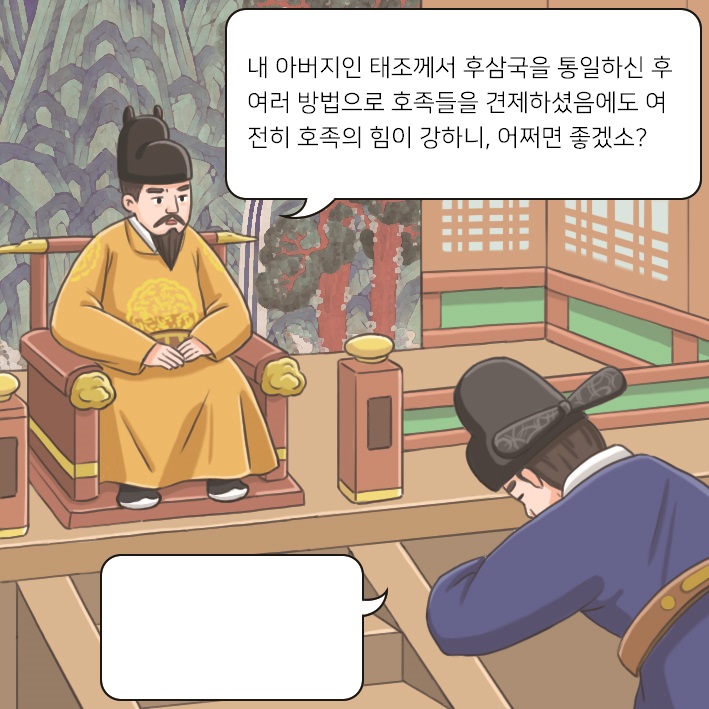 내 아버지인 태조께서 후삼국을 통일하신 후
여러 방법으로 호족들을 견제하셨음에도 여
전히 호족의 힘이 강하니, 어쩌면 좋겠소?